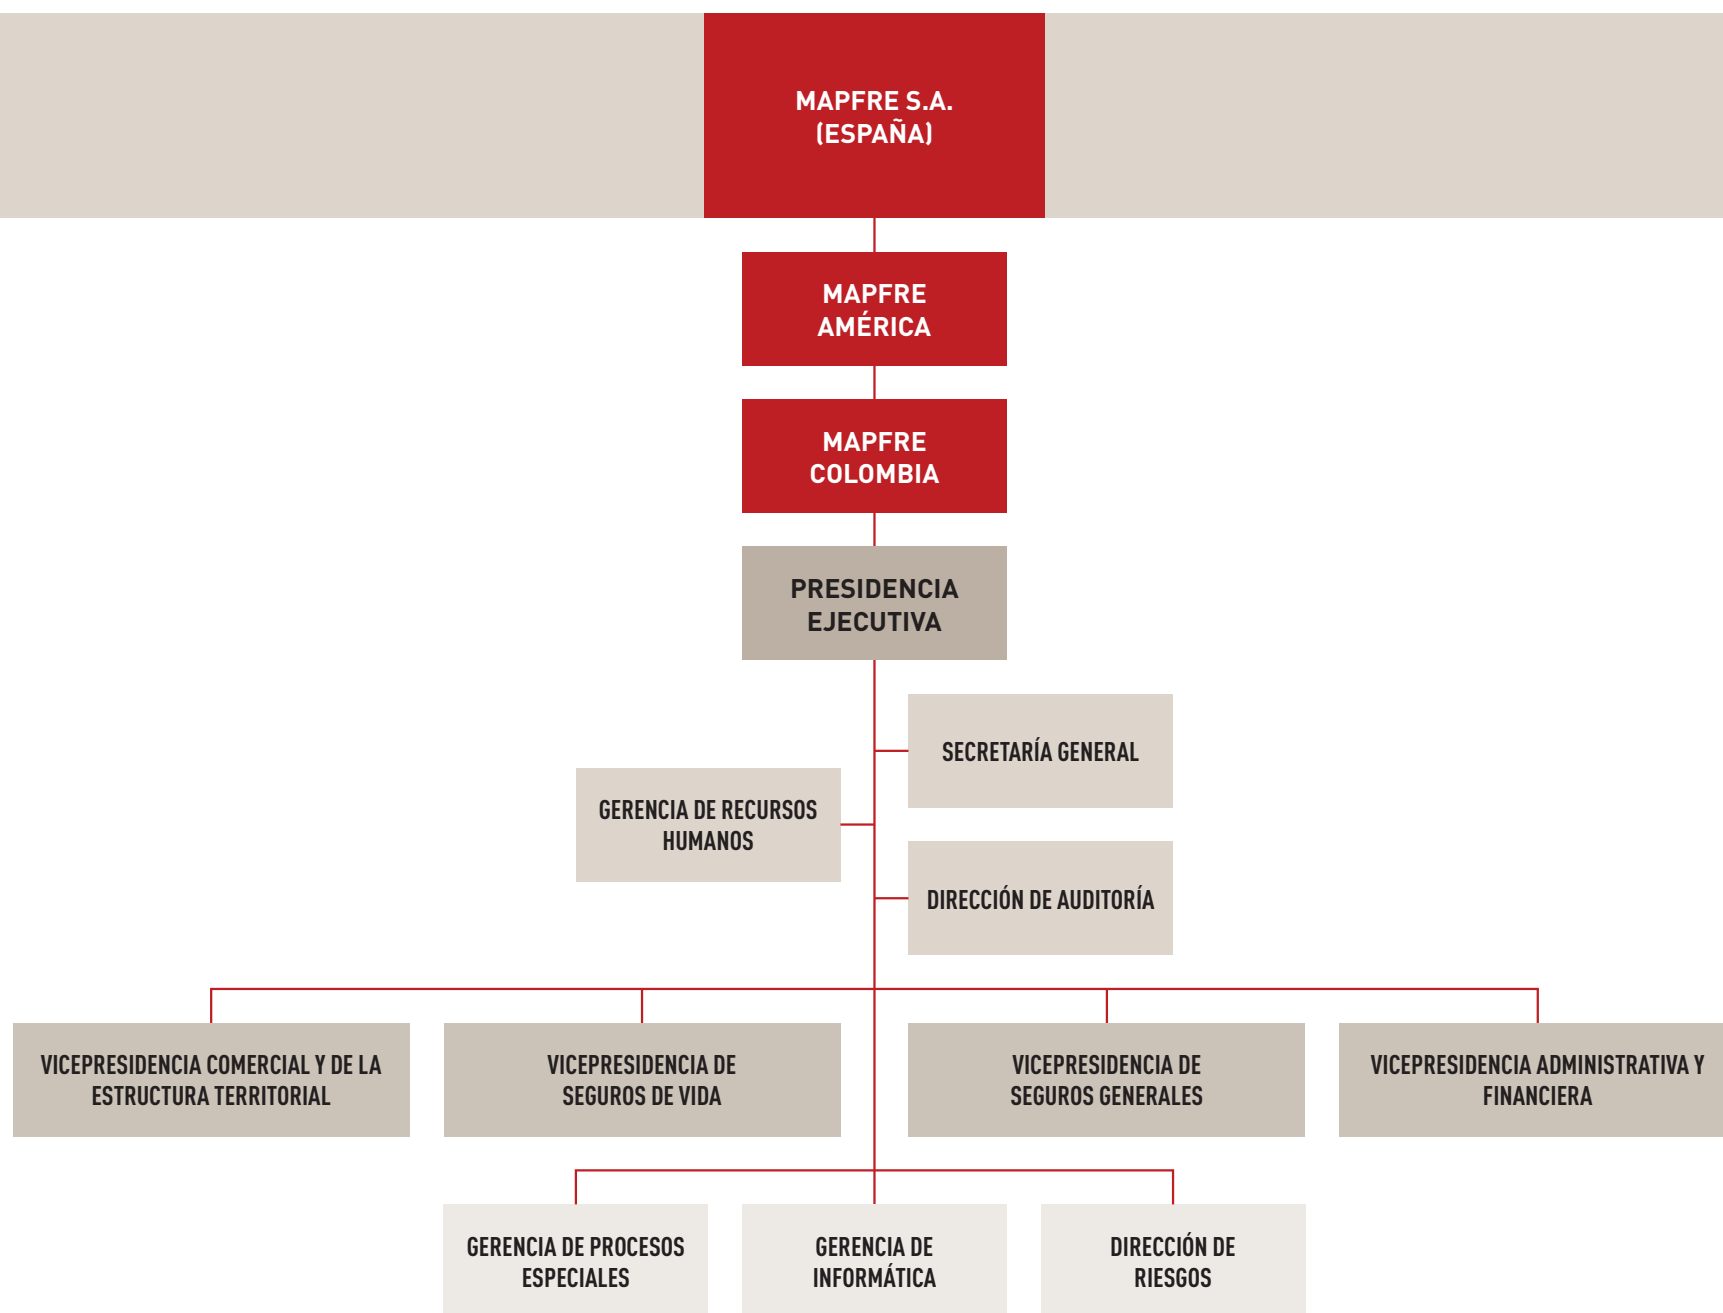 MAPFRE S.A.
(ESPAÑA)
MAPFRE
AMÉRICA
MAPFRE
COLOMBIA
PRESIDENCIA
EJECUTIVA
SECRETARÍA GENERAL
GERENCIA DE RECURSOS
HUMANOS
DIRECCIÓN DE AUDITORÍA
VICEPRESIDENCIA COMERCIAL Y DE LA
ESTRUCTURA TERRITORIAL
VICEPRESIDENCIA DE
SEGUROS DE VIDA
VICEPRESIDENCIA DE
SEGUROS GENERALES
VICEPRESIDENCIA ADMINISTRATIVA Y
FINANCIERA
GERENCIA DE PROCESOS
ESPECIALES
GERENCIA DE
INFORMÁTICA
DIRECCIÓN DE
RIESGOS